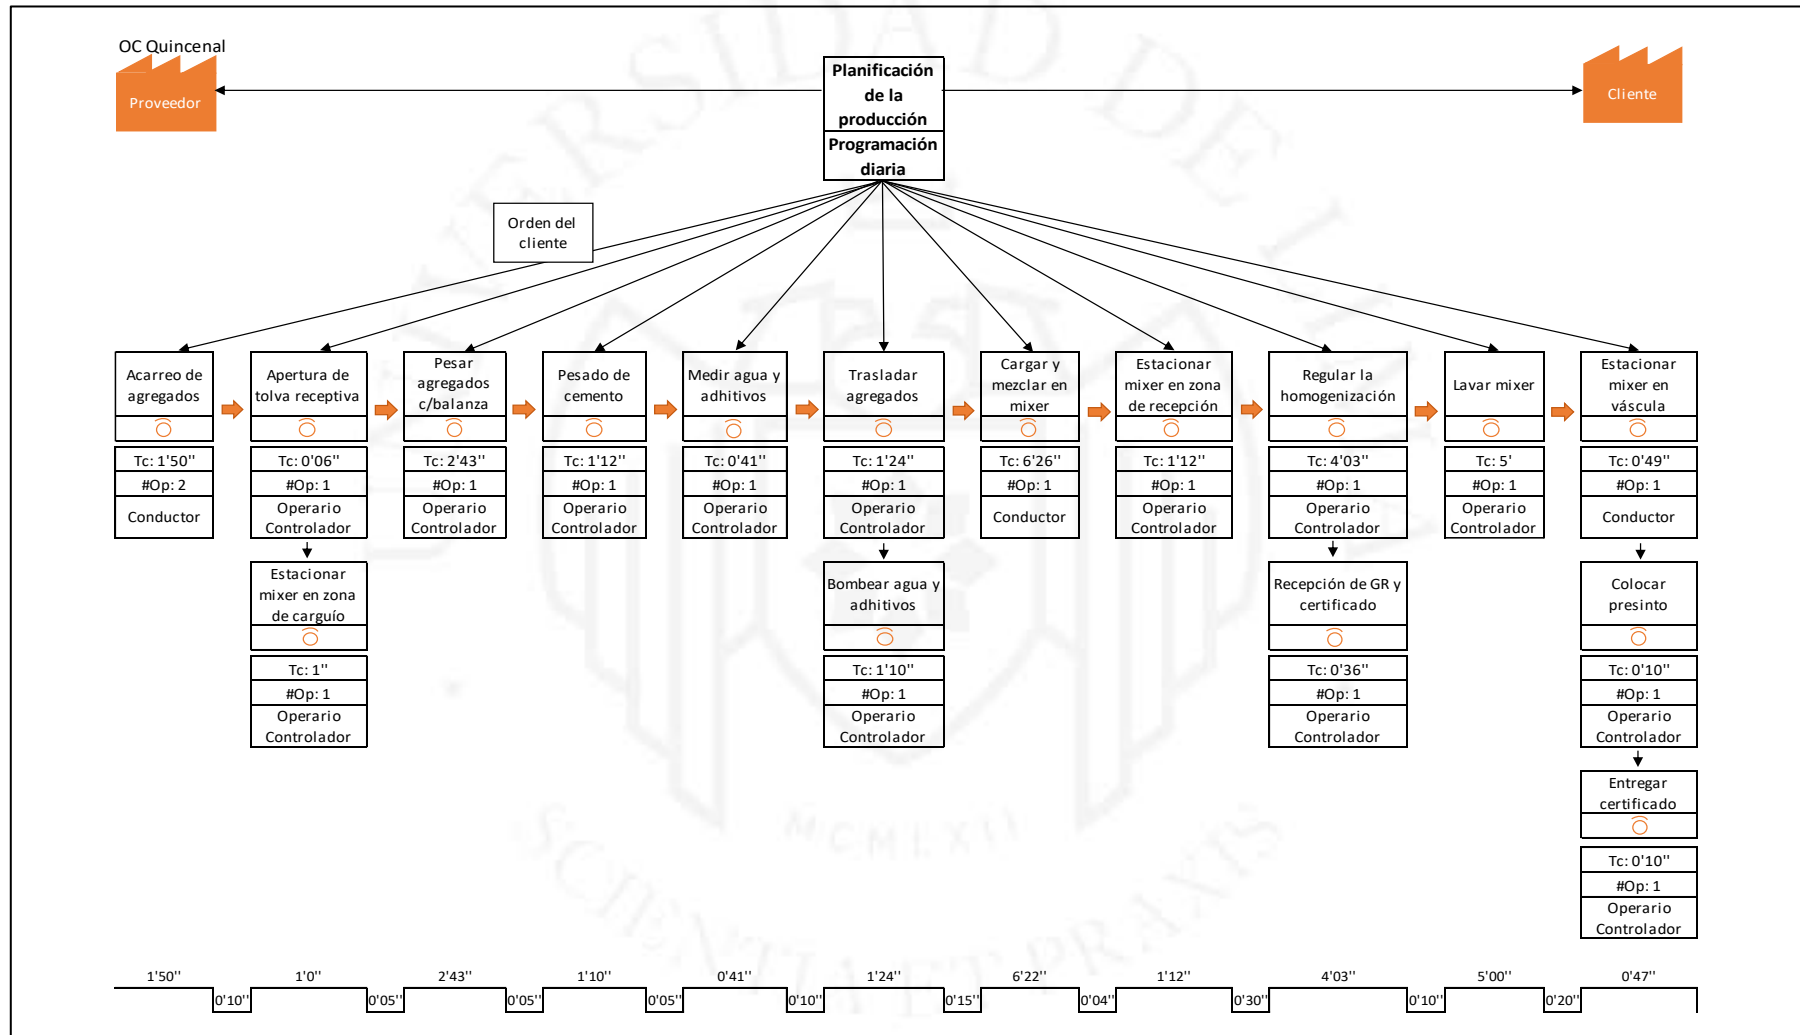 OC Quincenal
Proveedor
Planificación
de la
producción
Programación
diaria
Cliente
Orden del
cliente
Acarreo de
agregados
Tc: 1'50''
#Op: 2
Conductor
Apertura de
tolva receptiva
Tc: 0'06''
#Op: 1
Operario
Controlador
Estacionar
mixer en zona
de carguío
Tc: 1''
#Op: 1
Operario
Controlador
Pesar
agregados
c/balanza
Tc: 2'43''
#Op: 1
Operario
Controlador
Pesado de
cemento
Tc: 1'12''
#Op: 1
Operario
Controlador
Medir agua y
adhitivos
Tc: 0'41''
#Op: 1
Operario
Controlador
Trasladar
agregados
Tc: 1'24''
#Op: 1
Operario
Controlador
Bombear agua y
adhitivos
Tc: 1'10''
#Op: 1
Operario
Controlador
Cargar y
mezclar en
mixer
Tc: 6'26''
#Op: 1
Conductor
Estacionar
mixer en zona
de recepción
Tc: 1'12''
#Op: 1
Operario
Controlador
Regular la
homogenización
Tc: 4'03''
#Op: 1
Operario
Controlador
Recepción de GR y
certificado
Tc: 0'36''
#Op: 1
Operario
Controlador
Lavar mixer
Tc: 5'
#Op: 1
Operario
Controlador
Estacionar
mixer en
váscula
Tc: 0'49''
#Op: 1
Conductor
Colocar
presinto
Tc: 0'10''
#Op: 1
Operario
Controlador
Entregar
certificado
Tc: 0'10''
#Op: 1
Operario
Controlador
1'50'' 1'0'' 2'43'' 1'10'' 0'41'' 1'24'' 6'22'' 1'12'' 4'03'' 5'00'' 0'47''
0'10'' 0'05'' 0'05'' 0'05'' 0'10'' 0'15'' 0'04'' 0'30'' 0'10'' 0'20''
UNIVERSIDAD DE LIMA
MCMLXII
SCIENTIA ET PRAXIS